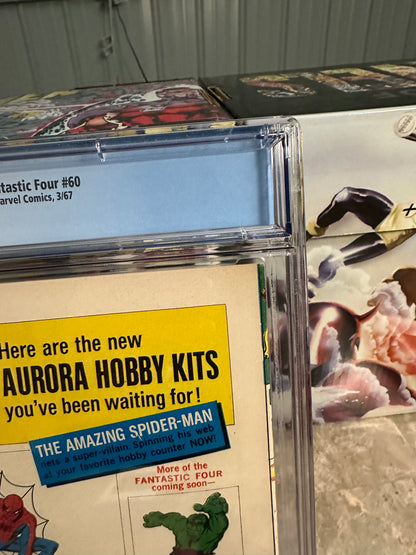 ntastic Four #60
arvel Comics, 3/67
Here are the new
AURORA HOBBY KITS
you've been waiting for!
THE AMAZING SPIDER-MAN
nets a super-villain. Spinning his web
at your favorite hobby counter NOW!
More of the
FANTASTIC FOUR
coming soon—